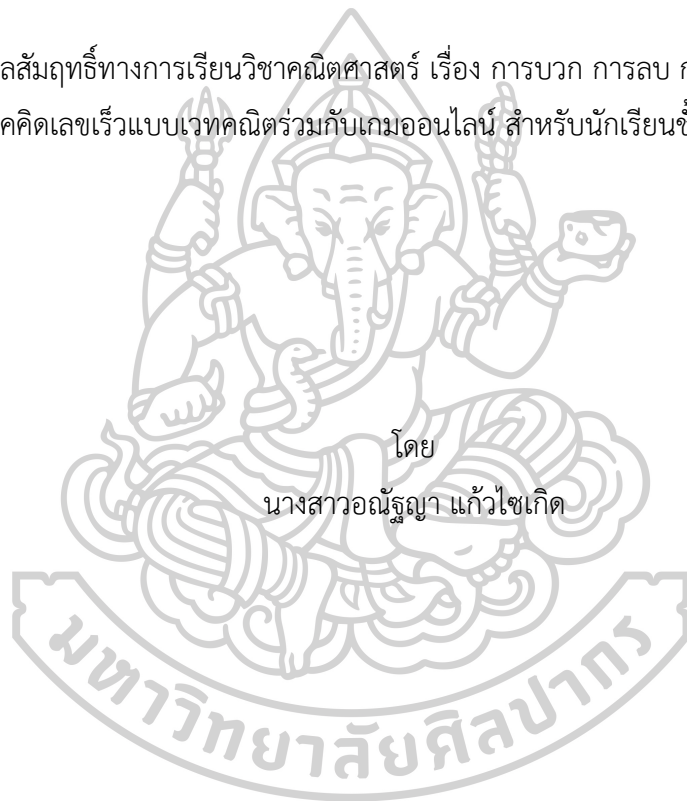 ลสัมฤทธิ์ทางการเรียนวิชาคณิตศาสตร์ เรื่อง การบวก การลบ ก
คคิดเลขเร็วแบบเวทคณิตร่วมกับเกมออนไลน์ สำหรับนักเรียนชั้
โดย
นางสาวอณัฐญา แก้วไซเกิด
มหาวิทยาลัยศิลปากร